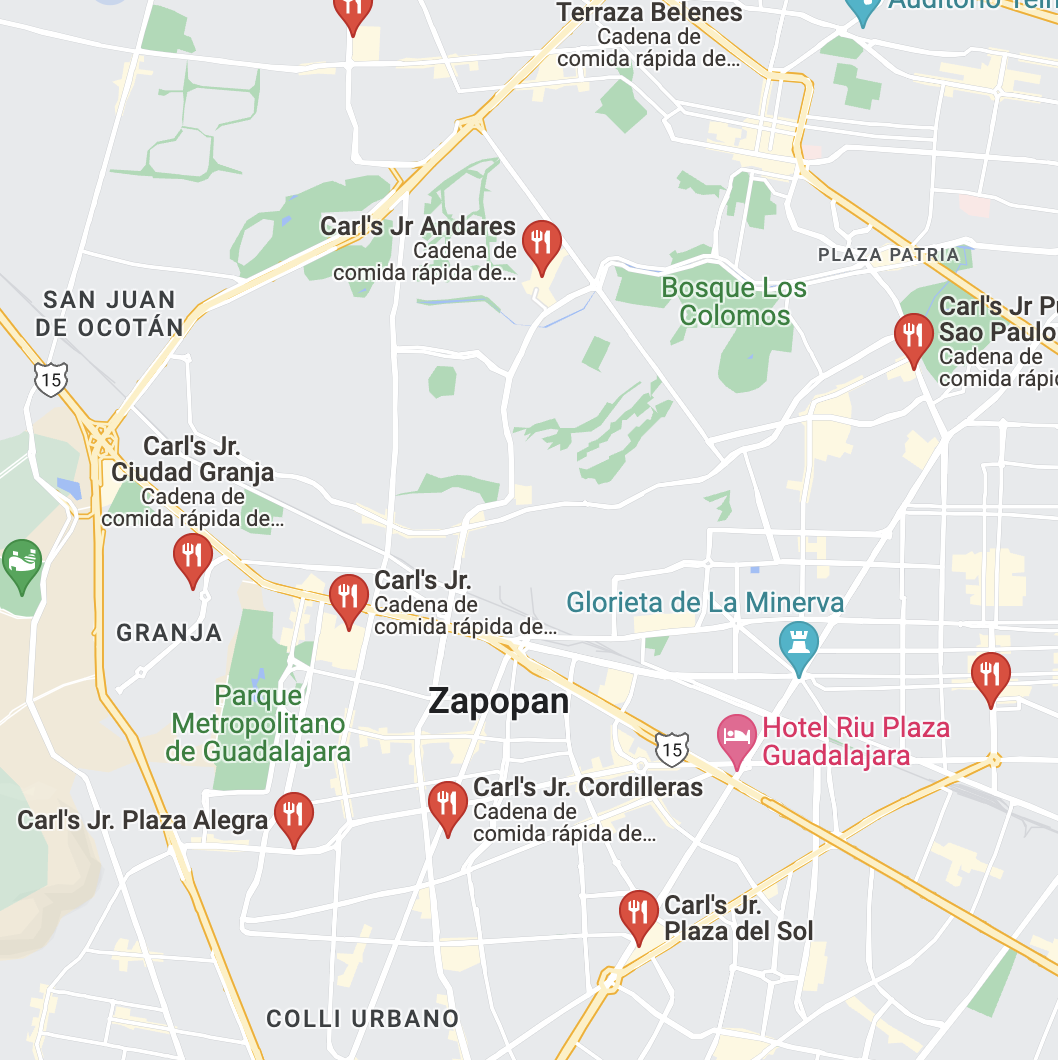 Terraza Belenes
Cadena de
comida rápida de…
Carl's Jr Andares
Cadena de
comida rápida de…
PLAZA PATRIA
Bosque Los
Colomos
SAN JUAN
DE OCOTÁN
Carl's Jr
Sao Paulo
Cadena de
15
Carl's Jr.
Ciudad Granja
Cadena de
comida rápida de…
Carl's Jr.
Cadena de
comida rápida de…
Glorieta de La Minerva
GRANJA
Parque
Metropolitano
de Guadalajara
Zapopan
Hotel Riu Plaza
Guadalajara
15
Carl's Jr. Cordilleras
Cadena de
comida rápida de…
Carl's Jr. Plaza Alegra
Carl's Jr.
Plaza del Sol
COLLI URBANO